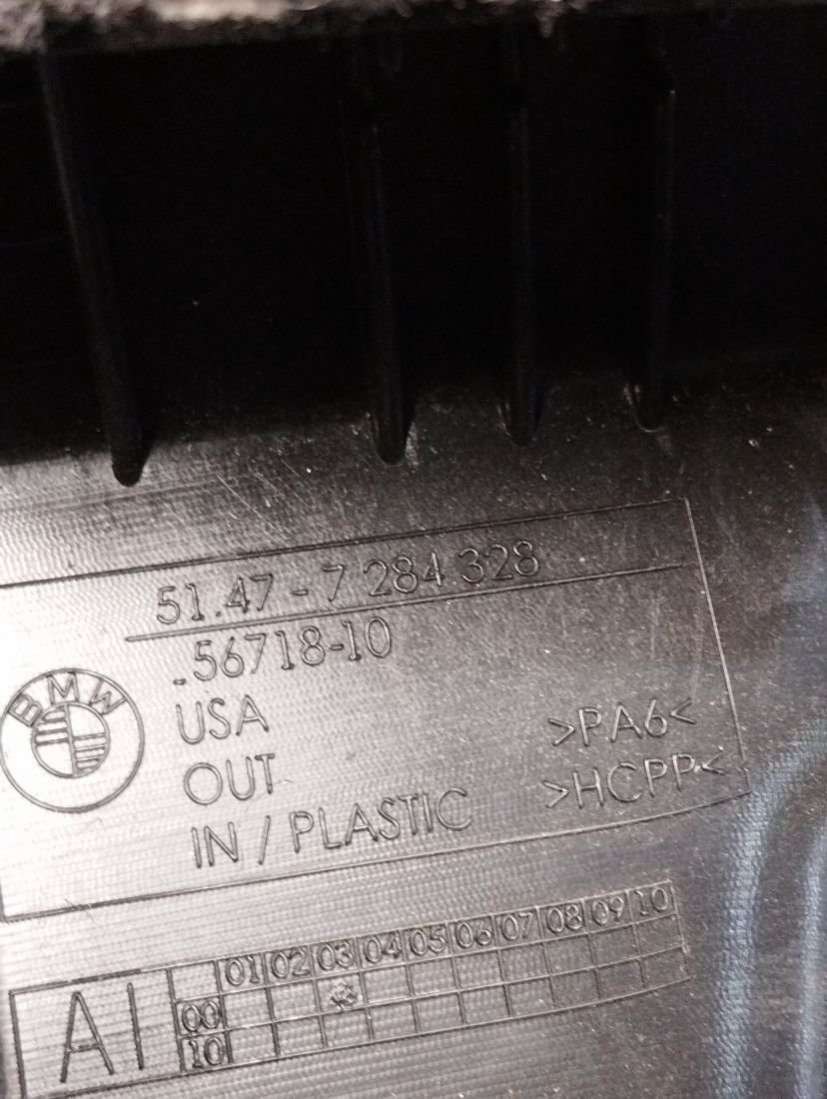 51.47 - 7 284 328
.56718-10
BMW
USA
>PA6<
OUT
>HCPP<
IN / PLASTIC
AI
01 02 03 04 05 06 07 08 09 10
00
10